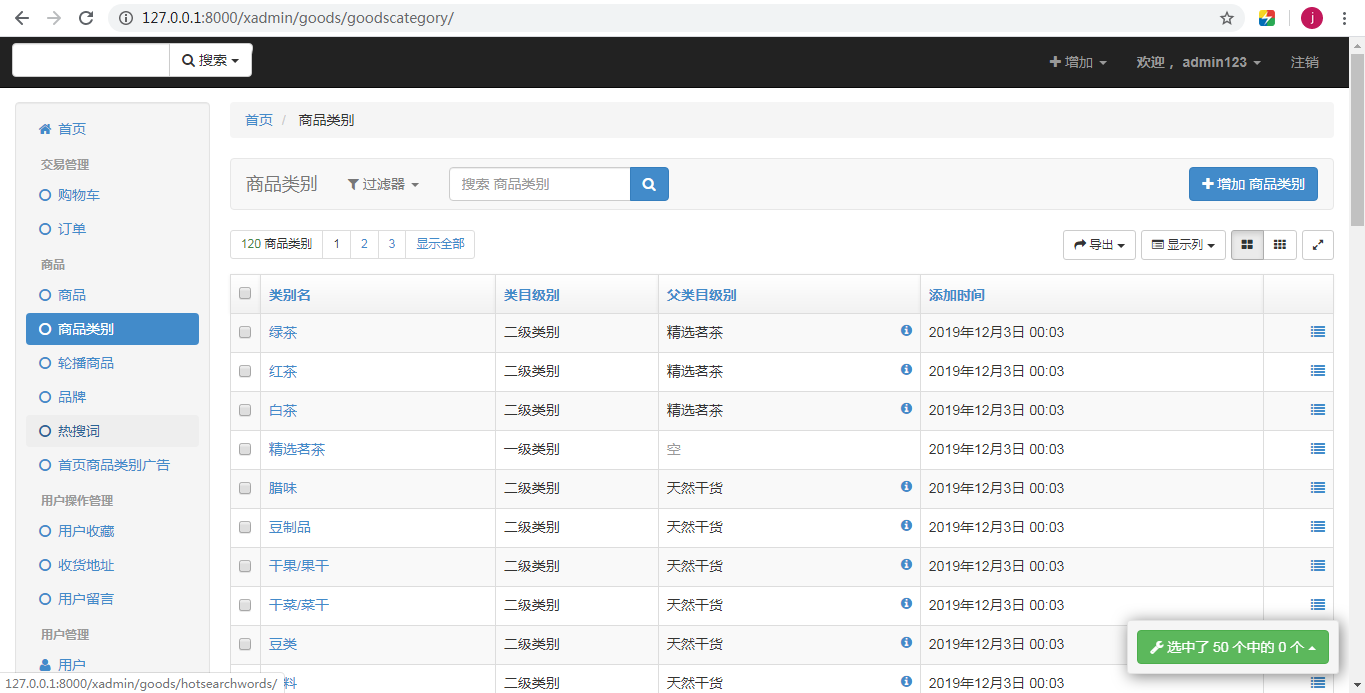 127.0.0.1:8000/xadmin/goods/goodscategory/
j
搜索 增加 欢迎， admin123 注销
首页
交易管理
购物车
订单
商品
商品
商品类别
轮播商品
品牌
热搜词
首页商品类别广告
用户操作管理
用户收藏
收货地址
用户留言
用户管理
用户
127.0.0.1:8000/xadmin/goods/hotsearchwords/
首页 / 商品类别
商品类别 过滤器 搜索 商品类别 增加 商品类别
120 商品类别 1 2 3 显示全部 导出 显示列
类别名 类目级别 父类目级别 添加时间
绿茶 二级类别 精选茗茶 2019年12月3日 00:03
红茶 二级类别 精选茗茶 2019年12月3日 00:03
白茶 二级类别 精选茗茶 2019年12月3日 00:03
精选茗茶 一级类别 空 2019年12月3日 00:03
腊味 二级类别 天然干货 2019年12月3日 00:03
豆制品 二级类别 天然干货 2019年12月3日 00:03
干果/果干 二级类别 天然干货 2019年12月3日 00:03
干菜/菜干 二级类别 天然干货 2019年12月3日 00:03
豆类 二级类别 天然干货 2019年12月3日 00:03
料 二级类别 天然干货 2019年12月3日 00:03
选中了 50 个中的 0 个